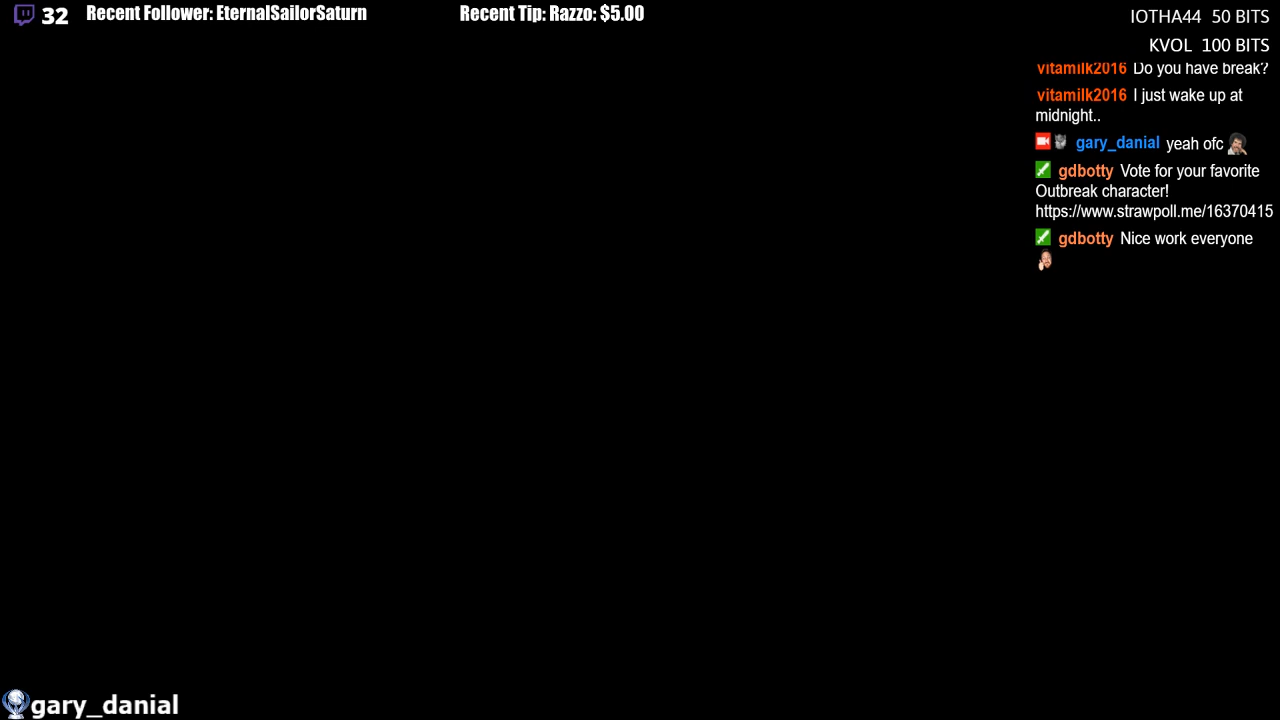 32 Recent Follower: EternalSailorSaturn Recent Tip: Razzo: $5.00
IOTHA44 50 BITS
KVOL 100 BITS
vitamilk2016 Do you have break?
vitamilk2016 I just wake up at
midnight..
gary_danial yeah ofc
gdbotty Vote for your favorite
Outbreak character!
https://www.strawpoll.me/16370415
gdbotty Nice work everyone
gary_danial